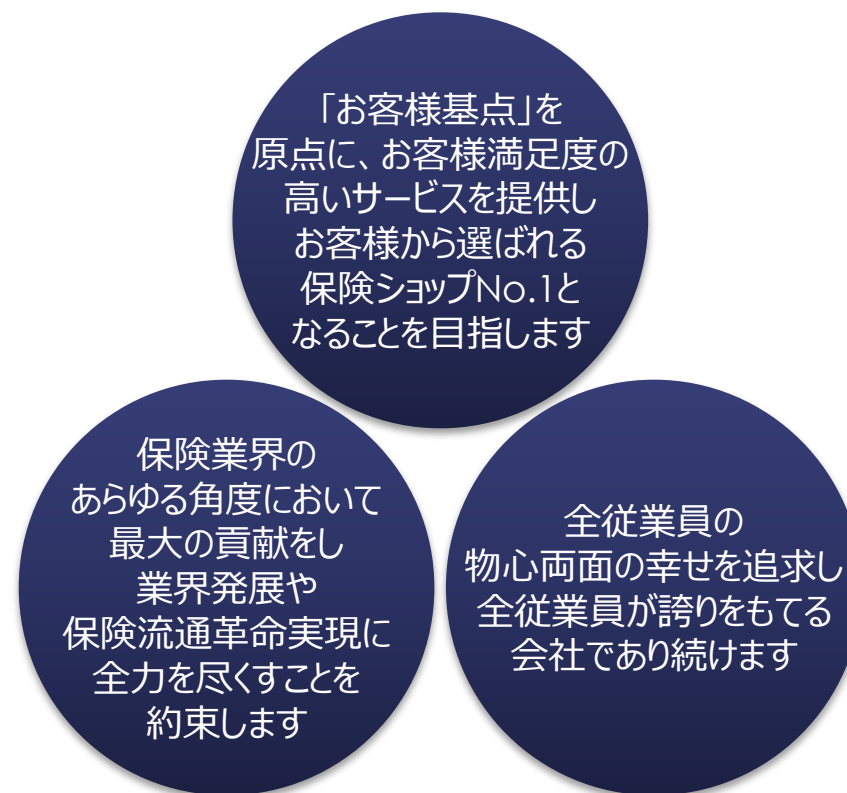 「お客様基点」を
原点に、お客様満足度の
高いサービスを提供し
お客様から選ばれる
保険ショップNo.1と
なることを目指します
保険業界の
あらゆる角度において
最大の貢献をし
業界発展や
保険流通革命実現に
全力を尽くすことを
約束します
全従業員の
物心両面の幸せを追求し
全従業員が誇りをもてる
会社であり続けます